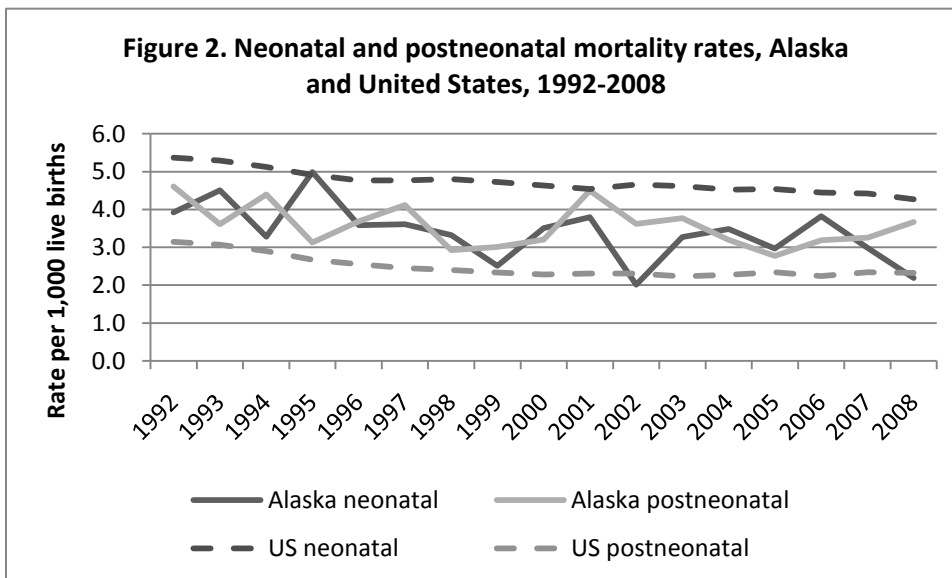 Figure 2. Neonatal and postneonatal mortality rates, Alaska
and United States, 1992-2008
Rate per 1,000 live births
6.0
5.0
4.0
3.0
2.0
1.0
0.0
1992 1993 1994 1995 1996 1997 1998 1999 2000 2001 2002 2003 2004 2005 2006 2007 2008
Alaska neonatal Alaska postneonatal
US neonatal US postneonatal